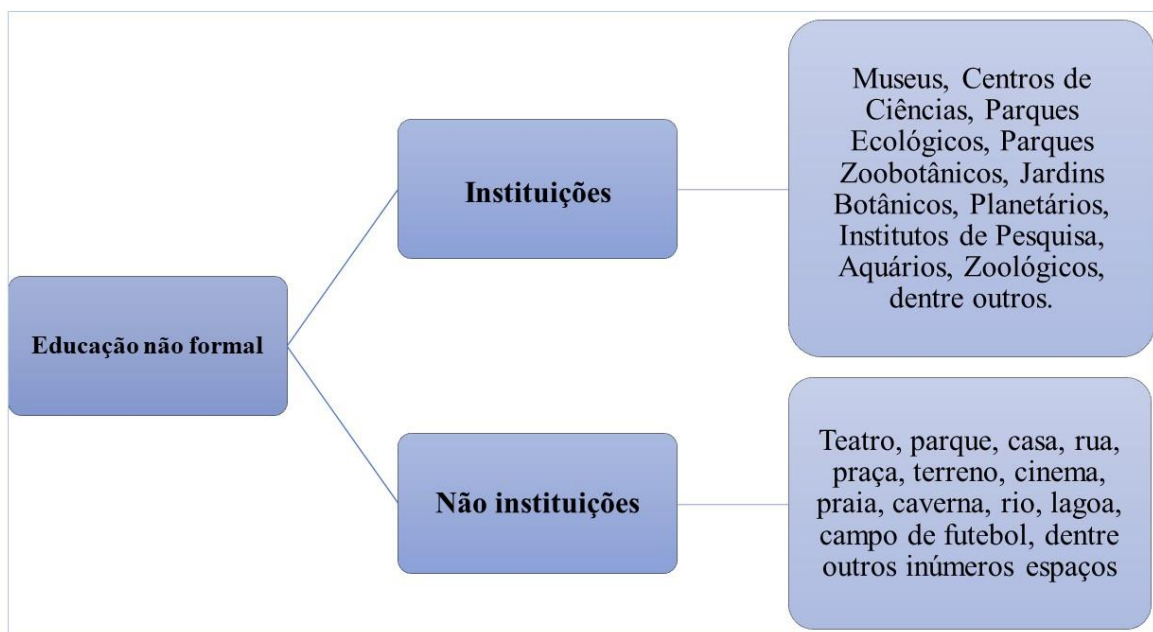 Educação não formal
Instituições
Museus, Centros de
Ciências, Parques
Ecológicos, Parques
Zoobotânicos, Jardins
Botânicos, Planetários,
Institutos de Pesquisa,
Aquários, Zoológicos,
dentre outros.
Não instituições
Teatro, parque, casa, rua,
praça, terreno, cinema,
praia, caverna, rio, lagoa,
campo de futebol, dentre
outros inúmeros espaços